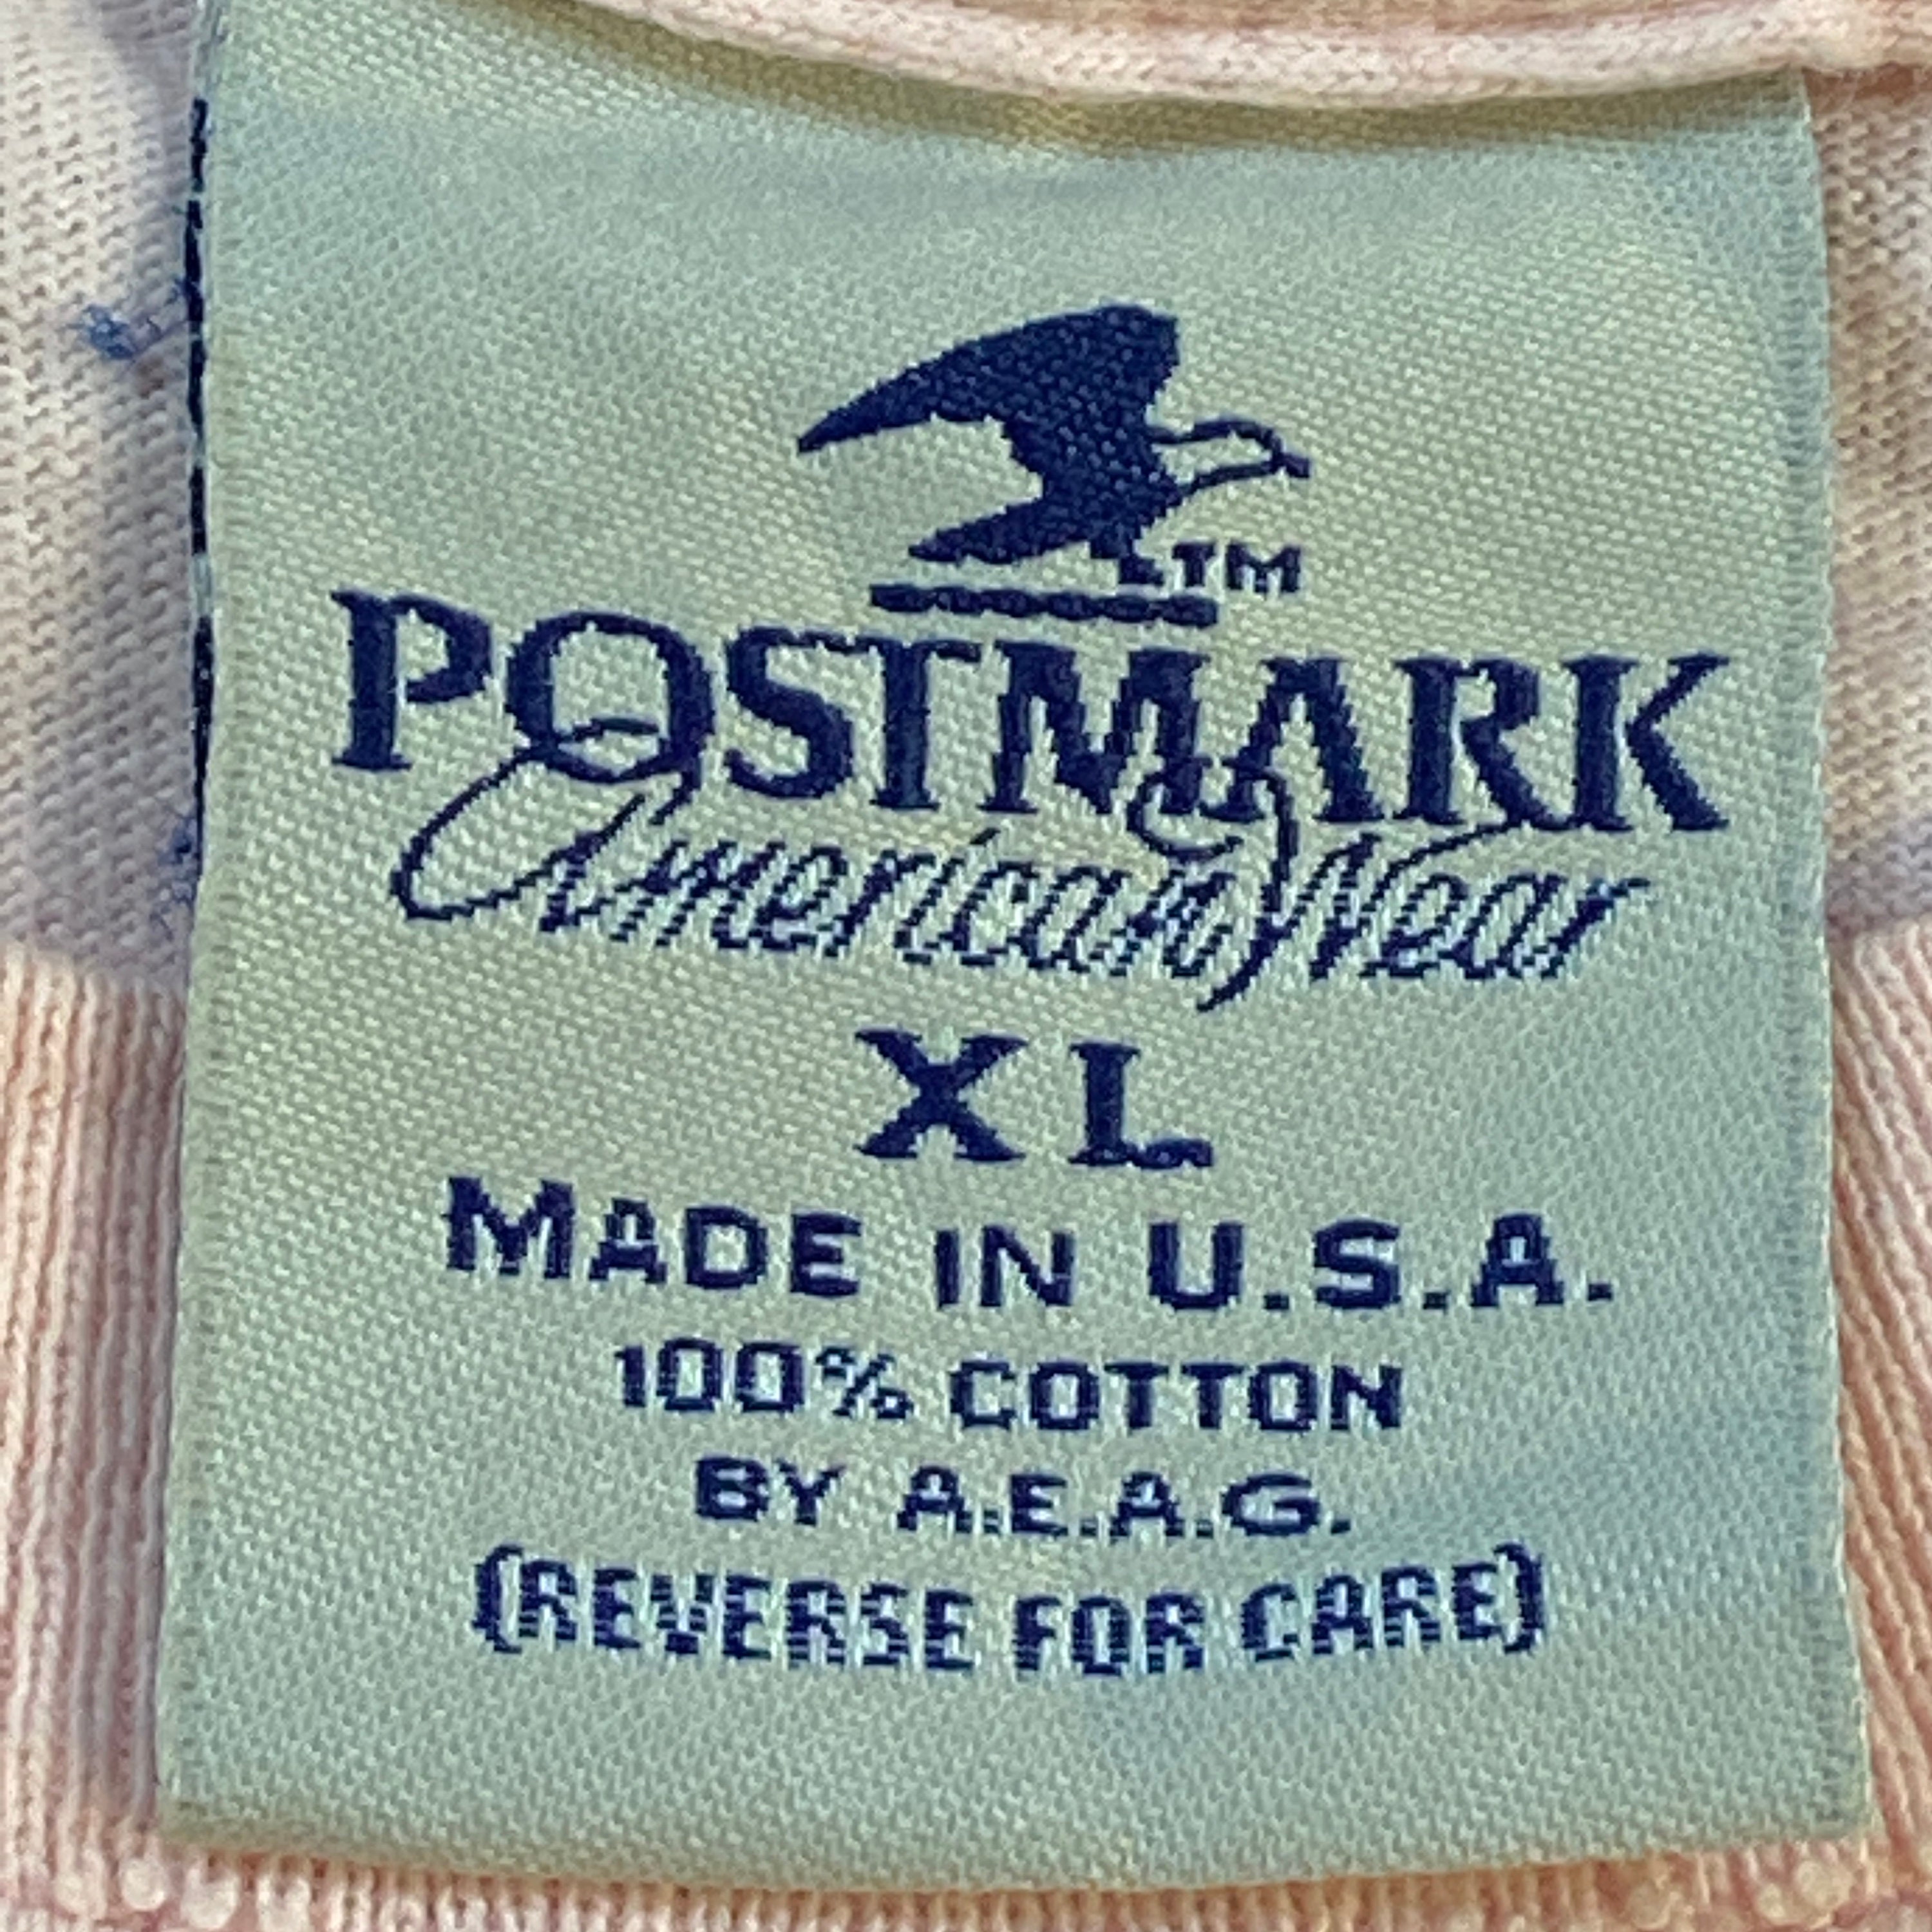 TM
POSTMARK
American Wear
XL
MADE IN U.S.A.
100% COTTON
BY A.E.A.G.
(REVERSE FOR CARE)